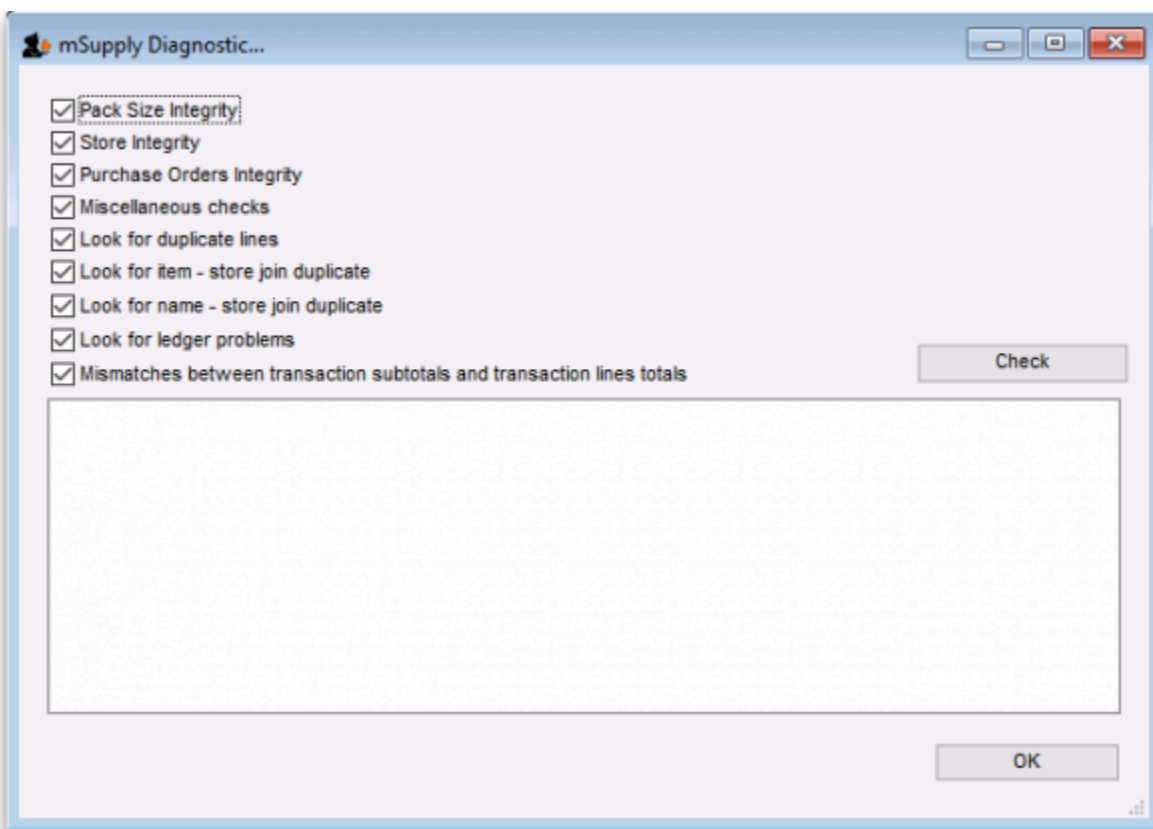 mSupply Diagnostic...
Pack Size Integrity
Store Integrity
Purchase Orders Integrity
Miscellaneous checks
Look for duplicate lines
Look for item - store join duplicate
Look for name - store join duplicate
Look for ledger problems
Mismatches between transaction subtotals and transaction lines totals
Check
OK